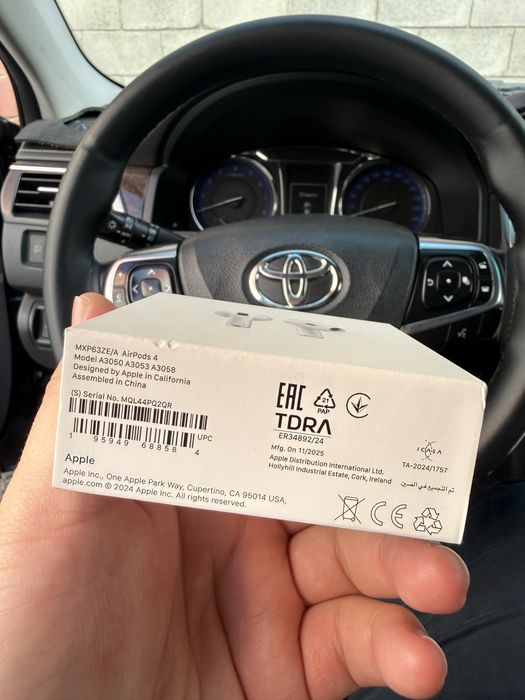 MXP63ZE/A AirPods 4
Model A3050 A3053 A3058
Designed by Apple in California
Assembled in China
(S) Serial No. MQL44PQ2QR
1 95949 68858 4
UPC
Apple
Apple Inc., One Apple Park Way, Cupertino, CA 95014 USA,
apple.com © 2024 Apple Inc. All rights reserved.
EAC
21
PAP
TDRA
ER34892/24
Mfg. On 11/2025
Apple Distribution International Ltd.
Hollyhill Industrial Estate, Cork, Ireland
ICASA
TA-2024/1757
تم التجميع في الصين
CE